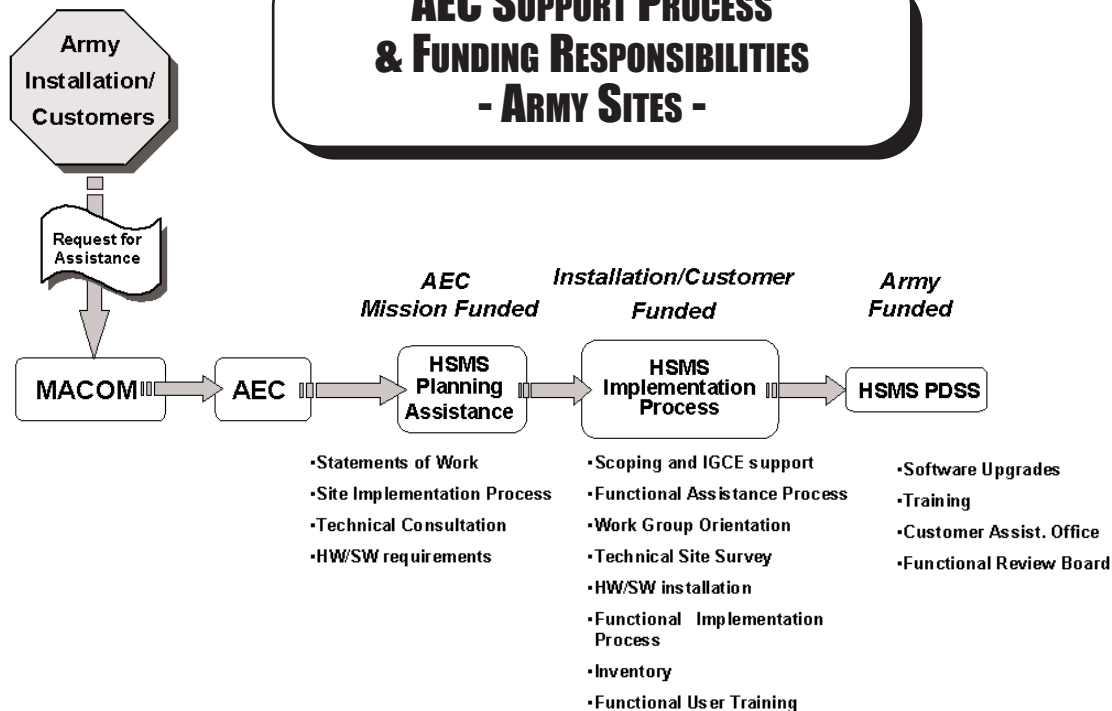 AEC SUPPORT PROCESS
& FUNDING RESPONSIBILITIES
- ARMY SITES -
Army
Installation/
Customers
Request for
Assistance
MACOM
AEC
AEC
Mission Funded
HSMS
Planning
Assistance
▪Statements of Work
▪Site Implementation Process
▪Technical Consultation
▪HW/SW requirements
Installation/Customer
Funded
HSMS
Implementation
Process
▪Scoping and IGCE support
▪Functional Assistance Process
▪Work Group Orientation
▪Technical Site Survey
▪HW/SW installation
▪Functional Implementation
Process
▪Inventory
▪Functional User Training
Army
Funded
HSMS PDSS
▪Software Upgrades
▪Training
▪Customer Assist. Office
▪Functional Review Board